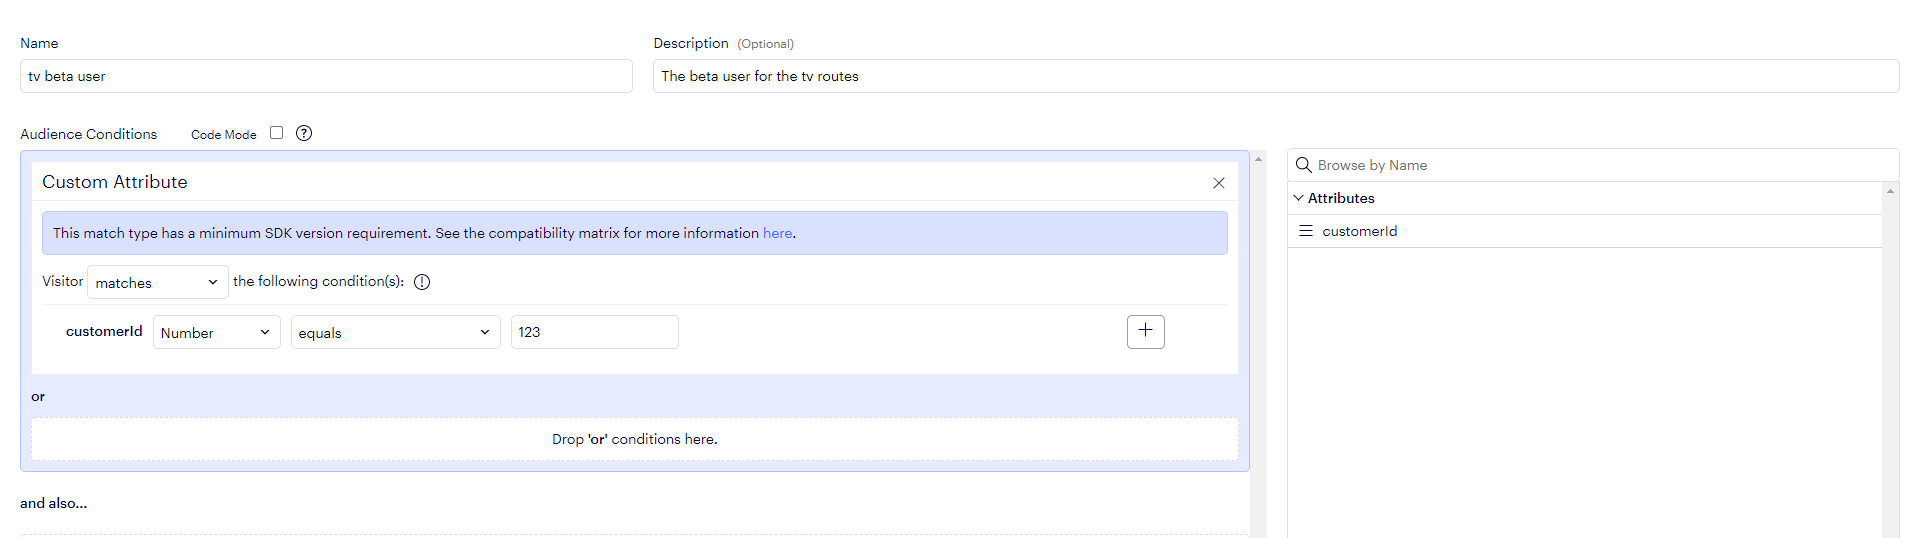 Name
Description (Optional)
tv beta user
The beta user for the tv routes
Audience Conditions Code Mode ?
Browse by Name
Custom Attribute
Attributes
This match type has a minimum SDK version requirement. See the compatibility matrix for more information here.
customerId
Visitor matches the following condition(s): !
customerId Number equals 123 +
or
Drop 'or' conditions here.
and also...